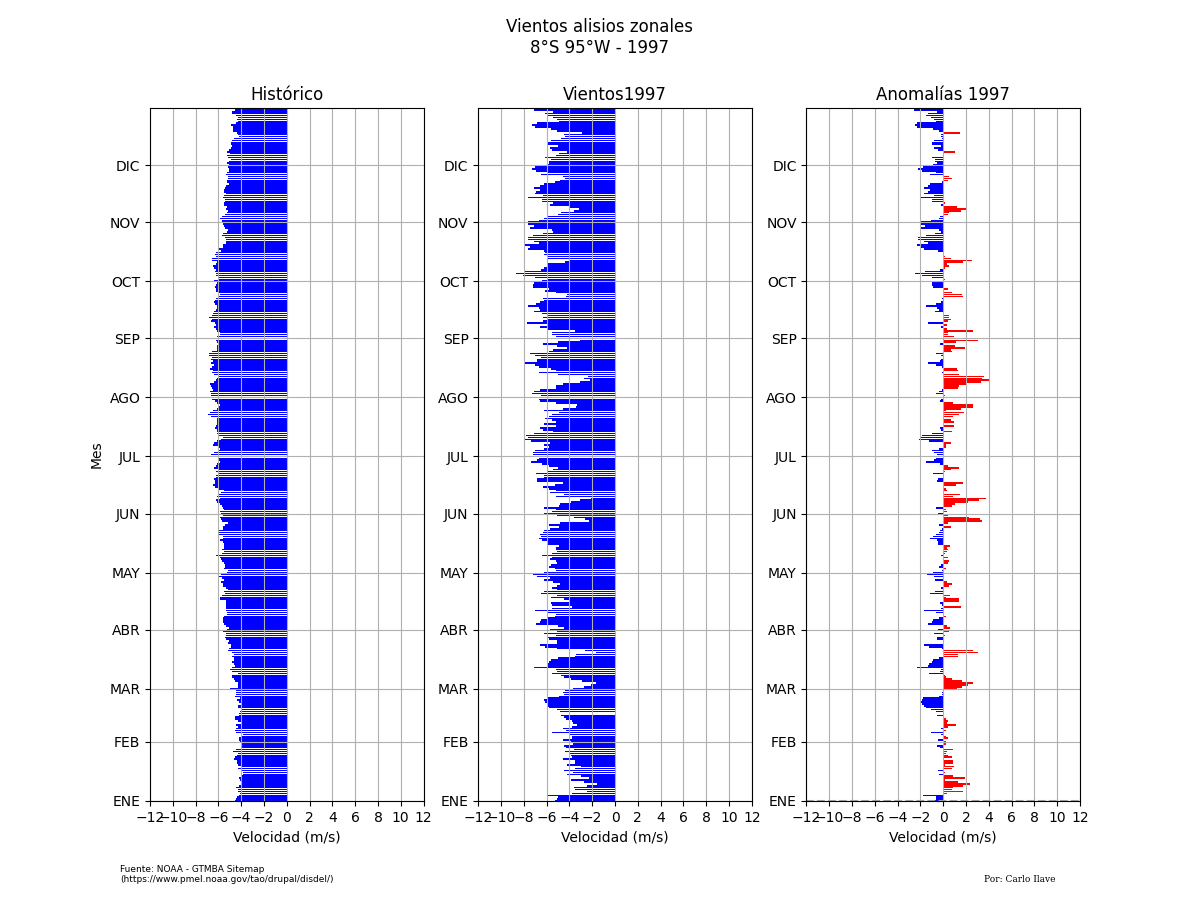 Vientos alisios zonales
8°S 95°W - 1997
Histórico
Vientos1997
Anomalías 1997
DIC DIC DIC
NOV NOV NOV
OCT OCT OCT
SEP SEP SEP
AGO AGO AGO
Mes
JUL JUL JUL
JUN JUN JUN
MAY MAY MAY
ABR ABR ABR
MAR MAR MAR
FEB FEB FEB
ENE ENE ENE
−12 −10 −8 −6 −4 −2 0 2 4 6 8 10 12 −12 −10 −8 −6 −4 −2 0 2 4 6 8 10 12 −12 −10 −8 −6 −4 −2 0 2 4 6 8 10 12
Velocidad (m/s) Velocidad (m/s) Velocidad (m/s)
Fuente: NOAA - GTMBA Sitemap
(https://www.pmel.noaa.gov/tao/drupal/disdel/)
Por: Carlo Ilave